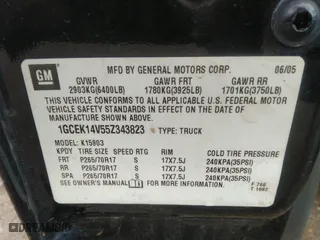 GM
MFD BY GENERAL MOTORS CORP. 06/05
GVWR GAWR FRT GAWR RR
2903KG(6400LB) 1780KG(3925LB) 1701KG(3750LB)
THIS VEHICLE CONFORMS TO ALL APPLICABLE U.S. FEDERAL
MOTOR VEHICLE SAFETY STANDARDS IN EFFECT ON THE DATE OF
MANUFACTURE SHOWN ABOVE.
1GCEK14V55Z343823 TYPE: TRUCK
MODEL: K15903
TIRE SIZE SPEED RTG RIM COLD TIRE PRESSURE
FRT P265/70R17 S 17X7.5J 240KPA(35PSI)
RR P265/70R17 S 17X7.5J 240KPA(35PSI)
SPA P265/70R17 S 17X7.5J 240KPA(35PSI)
SEE OWNER'S MANUAL FOR MORE INFORMATION.